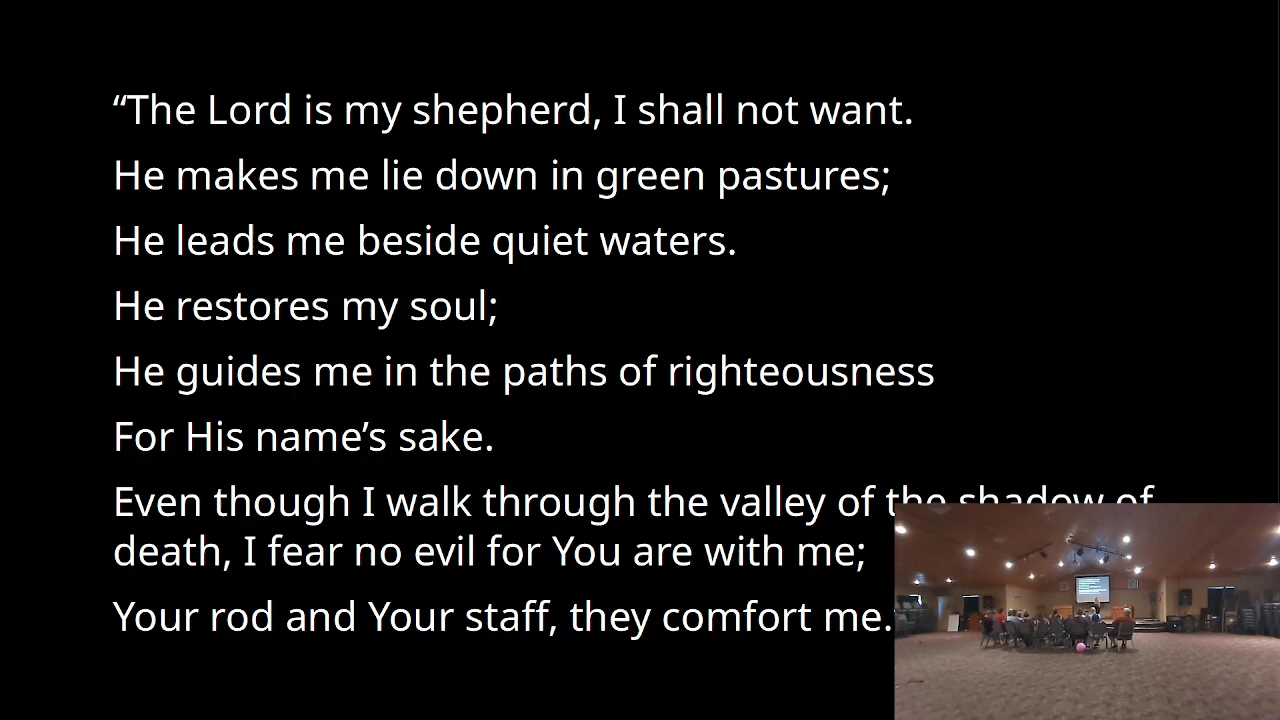 “The Lord is my shepherd, I shall not want.
He makes me lie down in green pastures;
He leads me beside quiet waters.
He restores my soul;
He guides me in the paths of righteousness
For His name’s sake.
Even though I walk through the valley of the shadow of
death, I fear no evil for You are with me;
Your rod and Your staff, they comfort me.